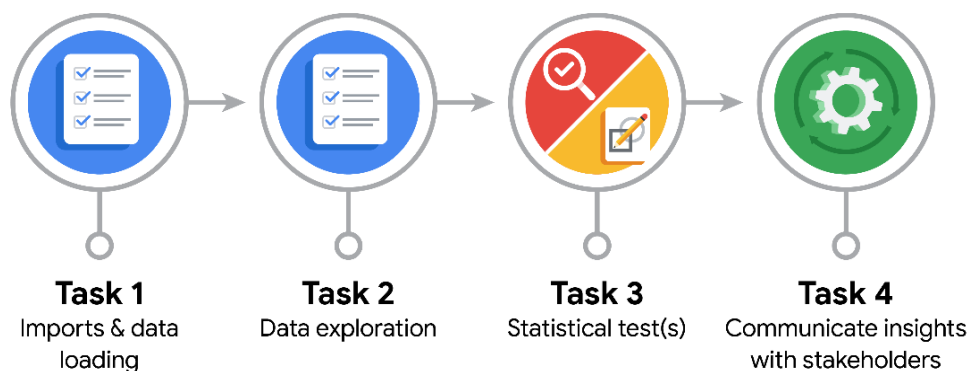 Task 1
Imports & data
loading
Task 2
Data exploration
Task 3
Statistical test(s)
Task 4
Communicate insights
with stakeholders